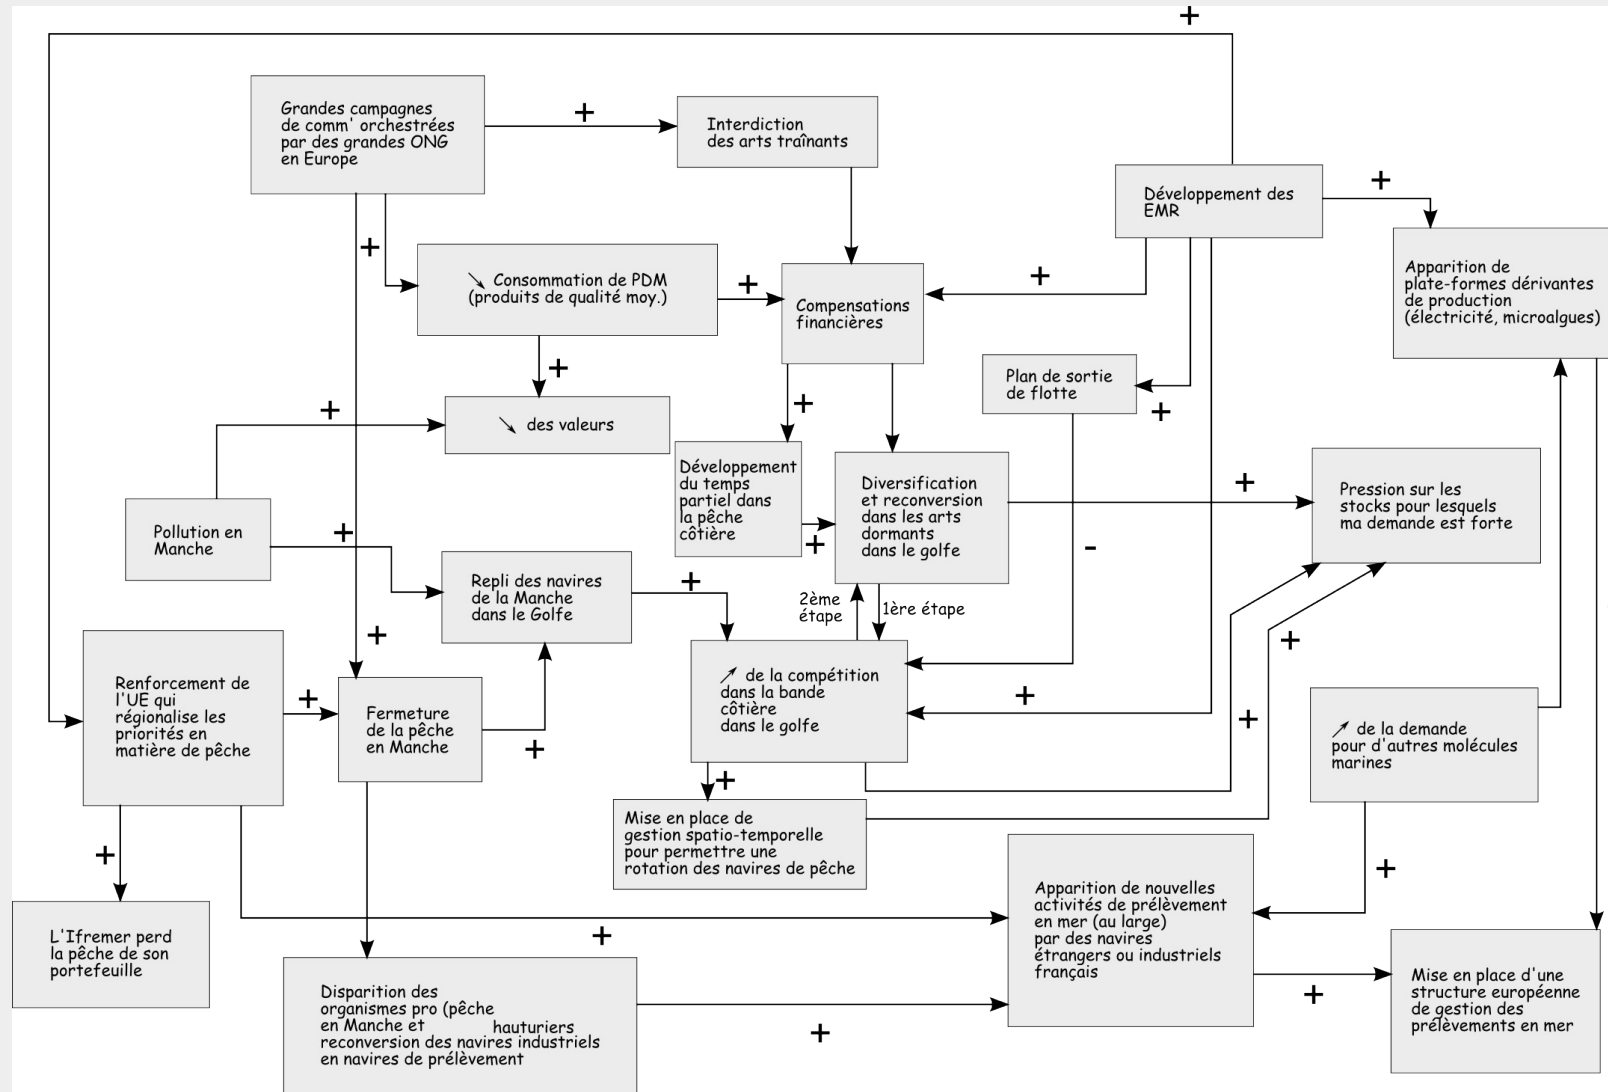 +
Grandes campagnes
de comm' orchestrées
par des grandes ONG
en Europe
+
Interdiction
des arts traînants
Développement des
EMR
+
+
↘ Consommation de PDM
(produits de qualité moy.)
+
Compensations
financières
+
Apparition de
plate-formes dérivantes
de production
(électricité, microalgues)
+
↘ des valeurs
+
+
Plan de sortie
de flotte
+
Développement
du temps
partiel dans
la pêche
côtière
+
Diversification
et reconversion
dans les arts
dormants
dans le golfe
+
Pression sur les
stocks pour lesquels
ma demande est forte
Pollution en
Manche
+
-
Repli des navires
de la Manche
dans le Golfe
+
2ème
étape
1ère étape
+
Renforcement de
l'UE qui
régionalise les
priorités en
matière de pêche
+
Fermeture
de la pêche
en Manche
+
↗ de la compétition
dans la bande
côtière
dans le golfe
+
+
+
↗ de la demande
pour d'autres molécules
marines
+
Mise en place de
gestion spatio-temporelle
pour permettre une
rotation des navires de pêche
+
L'Ifremer perd
la pêche de son
portefeuille
+
Disparition des
organismes pro (pêche
en Manche et hauturiers
reconversion des navires industriels
en navires de prélèvement
+
Apparition de nouvelles
activités de prélèvement
en mer (au large)
par des navires
étrangers ou industriels
français
+
+
Mise en place d'une
structure européenne
de gestion des
prélèvements en mer